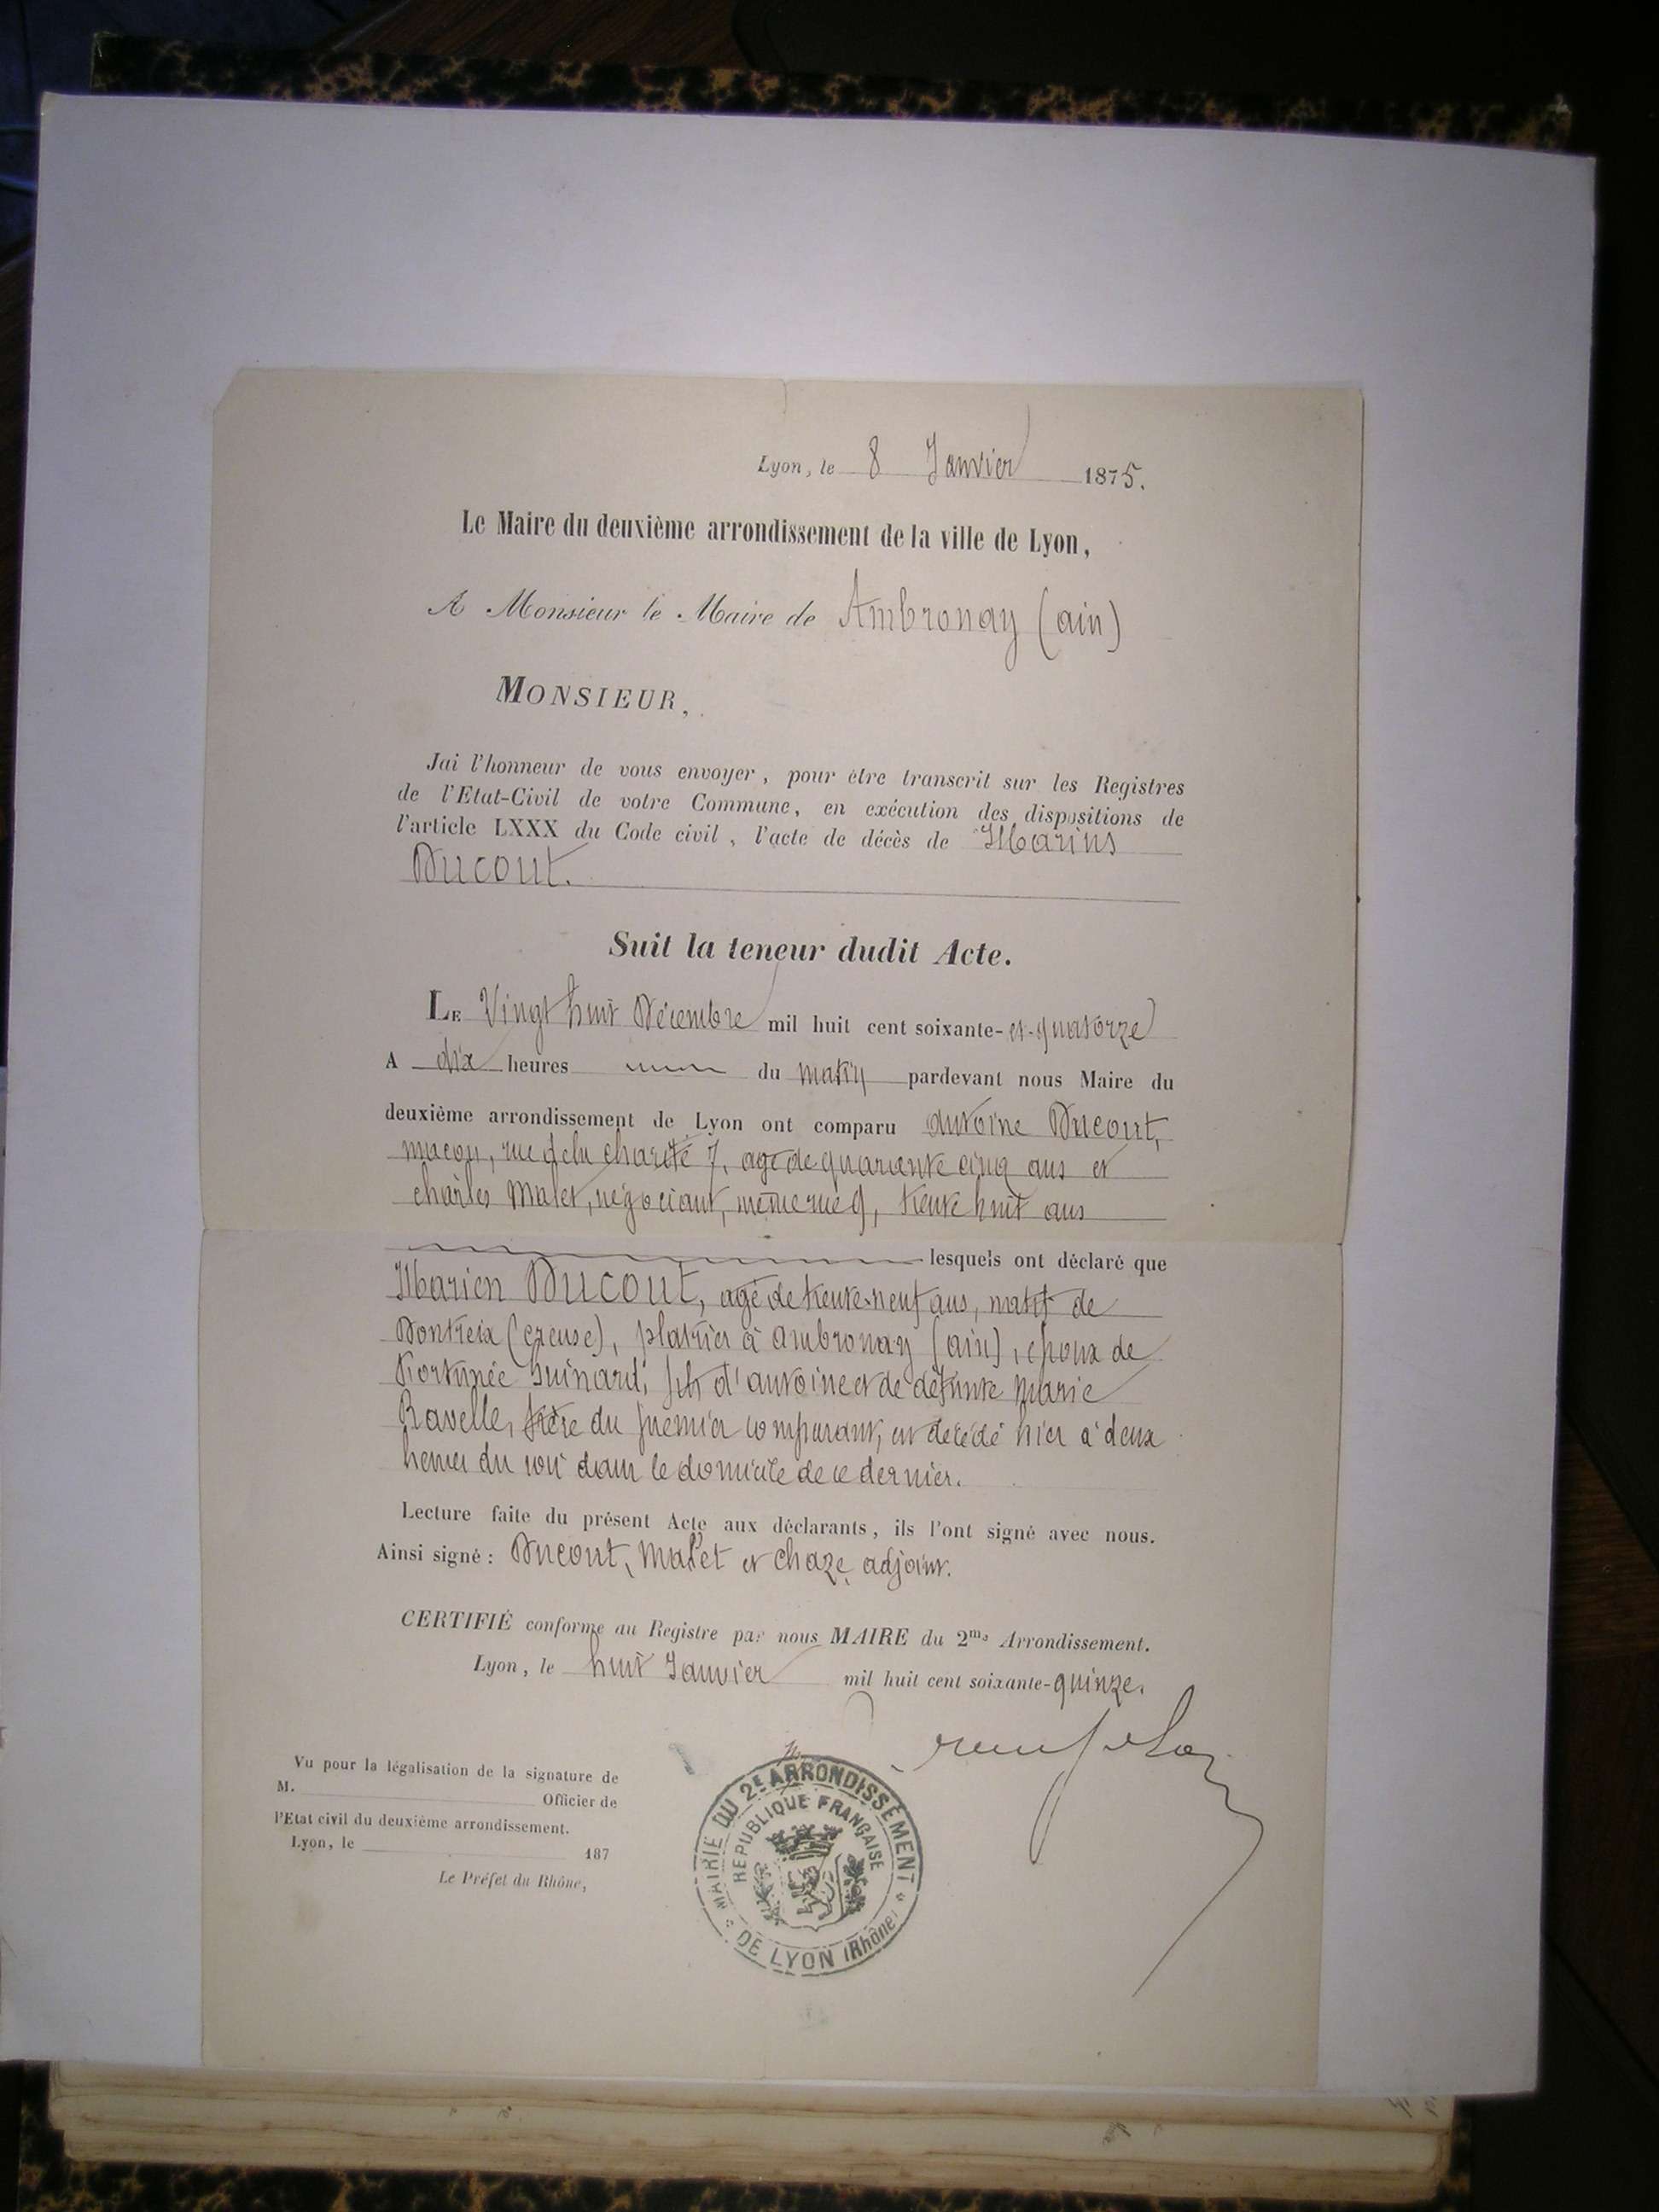 Lyon, le 8 Janvier 1875.
Le Maire du deuxième arrondissement de la ville de Lyon,
A Monsieur le Maire de Ambronay (ain)
MONSIEUR,
Jai l'honneur de vous envoyer, pour être transcrit sur les Registres
de l'Etat-Civil de votre Commune, en exécution des dispositions de
l'article LXXX du Code civil, l'acte de décès de Marius
Ducout.
Suit la teneur dudit Acte.
LE Vingt huit Décembre mil huit cent soixante-et-quatorze
A dix heures du matin pardevant nous Maire du
deuxième arrondissement de Lyon ont comparu antoine Ducout,
maçon, rue de la charité 7, agé de quarante cinq ans et
charles Malet, négociant, même rue 9, trente huit ans
lesquels ont déclaré que
Marien Ducout, agé de trente-neuf ans, natif de
Dontreix (creuse), platrier à ambronay (ain), époux de
Fortunée Guinard, fils d'antoine et de défunte Marie
Ravelle, frère du premier comparant, est décédé hier à deux
heures du soir dans le domicile de ce dernier.
Lecture faite du présent Acte aux déclarants, ils l'ont signé avec nous.
Ainsi signé : Ducout, Malet et Chaze, adjoint.
CERTIFIÉ conforme au Registre par nous MAIRE du 2me Arrondissement.
Lyon, le huit Janvier mil huit cent soixante-quinze.
Vu pour la légalisation de la signature de
M. Officier de
l'Etat civil du deuxième arrondissement.
Lyon, le 187
Le Préfet du Rhône,
MAIRIE DU 2E ARRONDISSEMENT
RÉPUBLIQUE FRANÇAISE
DE LYON (Rhône)